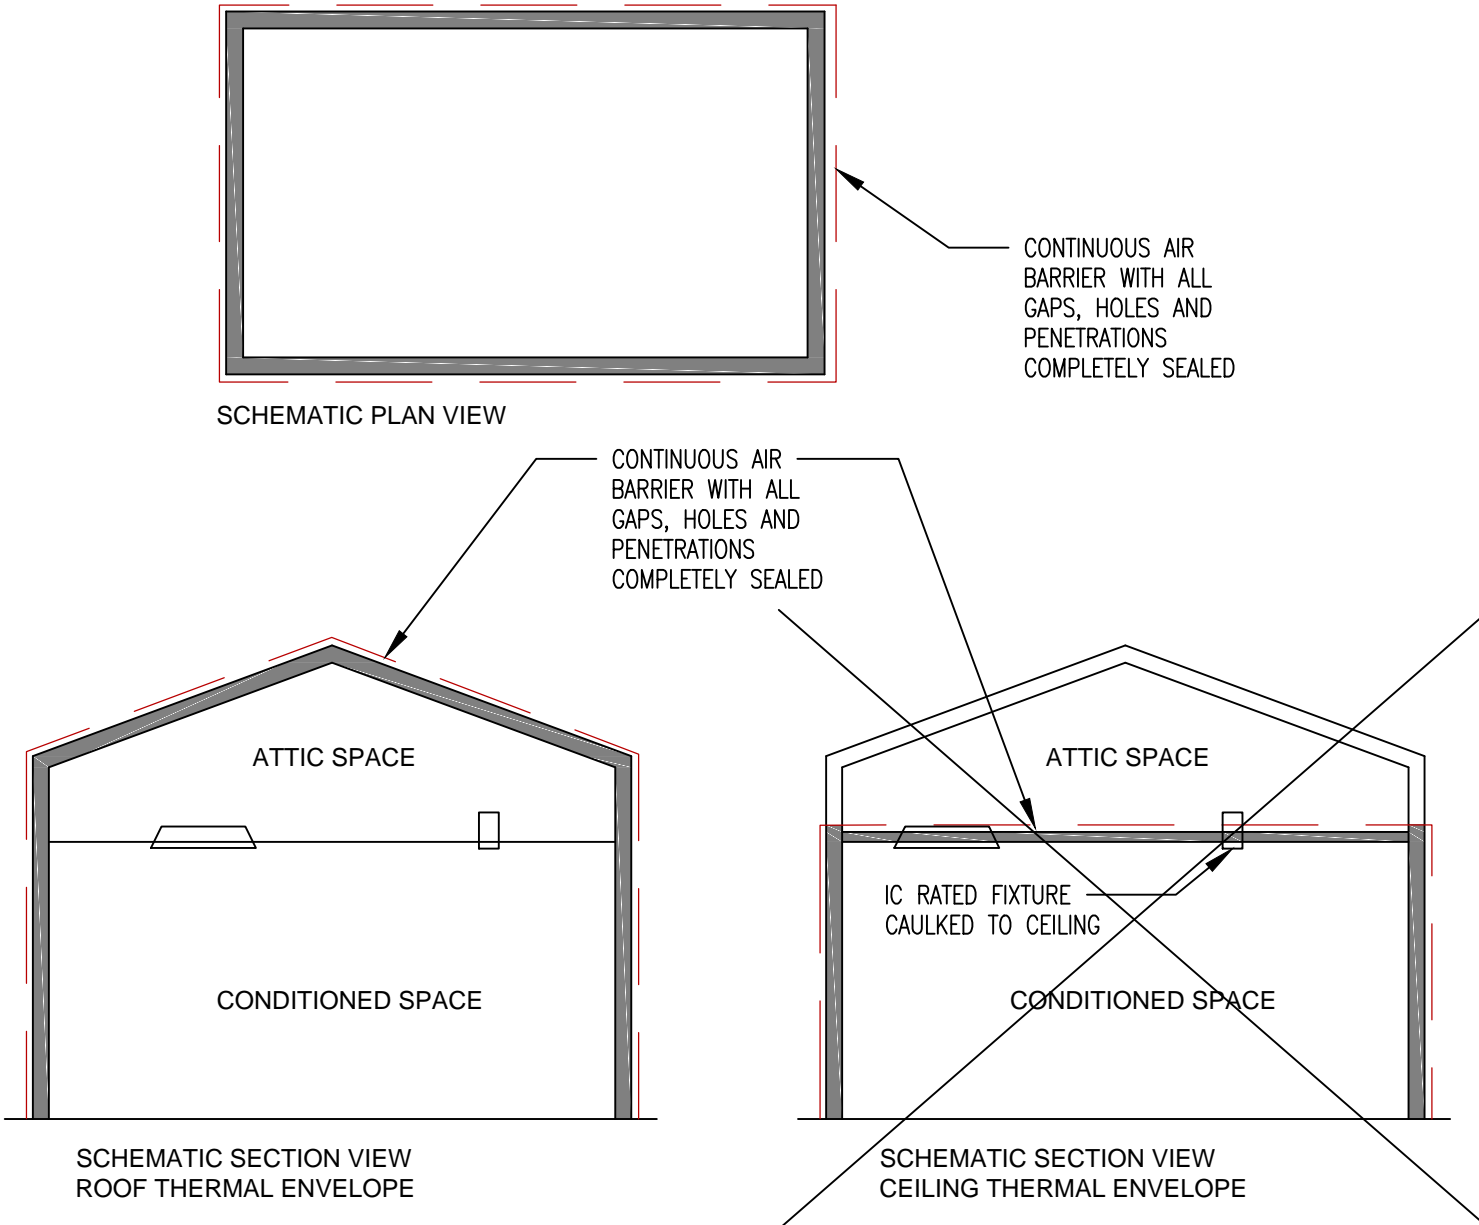 CONTINUOUS AIR
BARRIER WITH ALL
GAPS, HOLES AND
PENETRATIONS
COMPLETELY SEALED
SCHEMATIC PLAN VIEW
CONTINUOUS AIR
BARRIER WITH ALL
GAPS, HOLES AND
PENETRATIONS
COMPLETELY SEALED
ATTIC SPACE
CONDITIONED SPACE
SCHEMATIC SECTION VIEW
ROOF THERMAL ENVELOPE
ATTIC SPACE
IC RATED FIXTURE
CAULKED TO CEILING
CONDITIONED SPACE
SCHEMATIC SECTION VIEW
CEILING THERMAL ENVELOPE